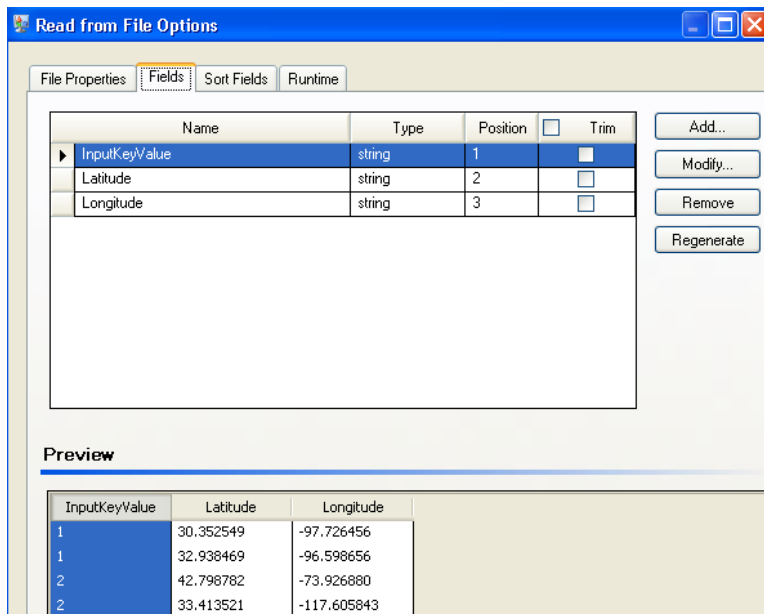 Read from File Options
File Properties Fields Sort Fields Runtime
Name Type Position Trim Add...
InputKeyValue string 1
Modify...
Latitude string 2
Longitude string 3 Remove
Regenerate
Preview
InputKeyValue Latitude Longitude
1 30.352549 -97.726456
1 32.938469 -96.598656
2 42.798782 -73.926880
2 33.413521 -117.605843